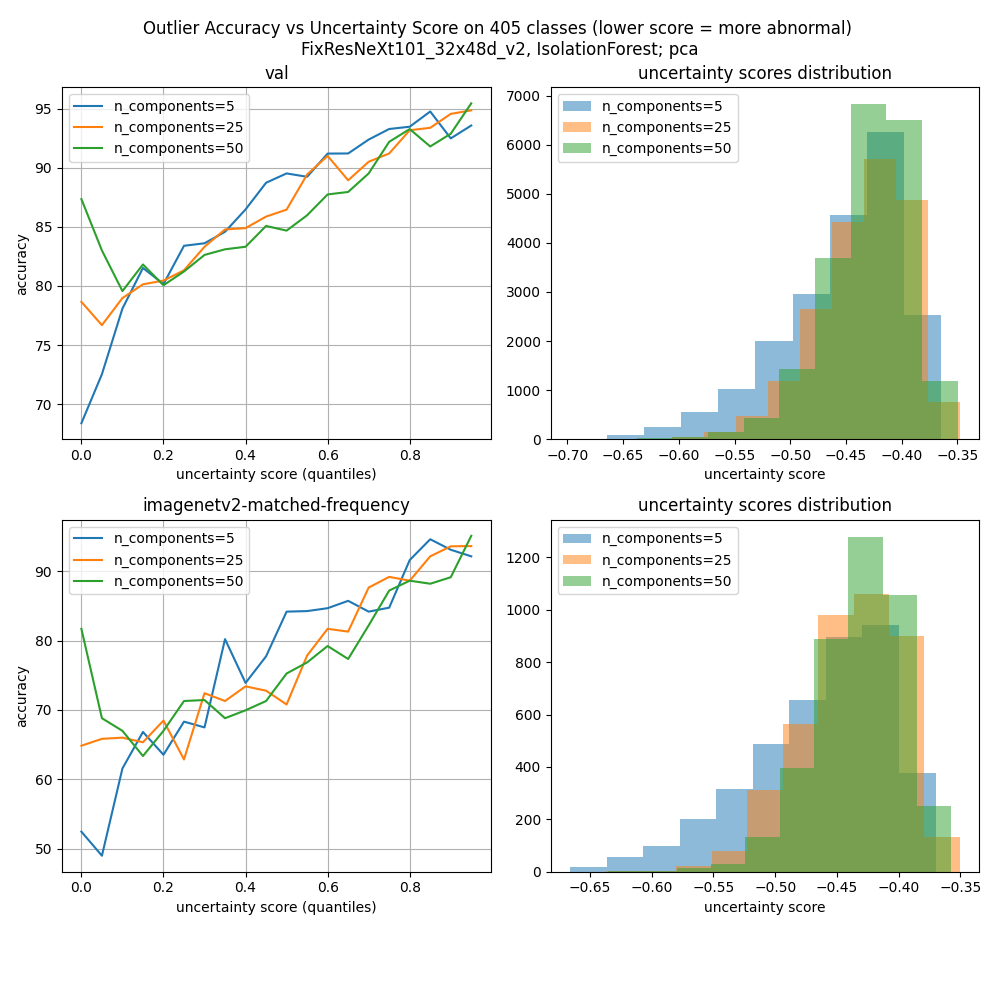 Outlier Accuracy vs Uncertainty Score on 405 classes (lower score = more abnormal)
FixResNeXt101_32x48d_v2, IsolationForest; pca
val
n_components=5
n_components=25
n_components=50
95
90
85
80
75
70
accuracy
0.0 0.2 0.4 0.6 0.8
uncertainty score (quantiles)
uncertainty scores distribution
n_components=5
n_components=25
n_components=50
7000
6000
5000
4000
3000
2000
1000
0
−0.70 −0.65 −0.60 −0.55 −0.50 −0.45 −0.40 −0.35
uncertainty score
imagenetv2-matched-frequency
n_components=5
n_components=25
n_components=50
90
80
70
60
50
accuracy
0.0 0.2 0.4 0.6 0.8
uncertainty score (quantiles)
uncertainty scores distribution
n_components=5
n_components=25
n_components=50
1200
1000
800
600
400
200
0
−0.65 −0.60 −0.55 −0.50 −0.45 −0.40 −0.35
uncertainty score